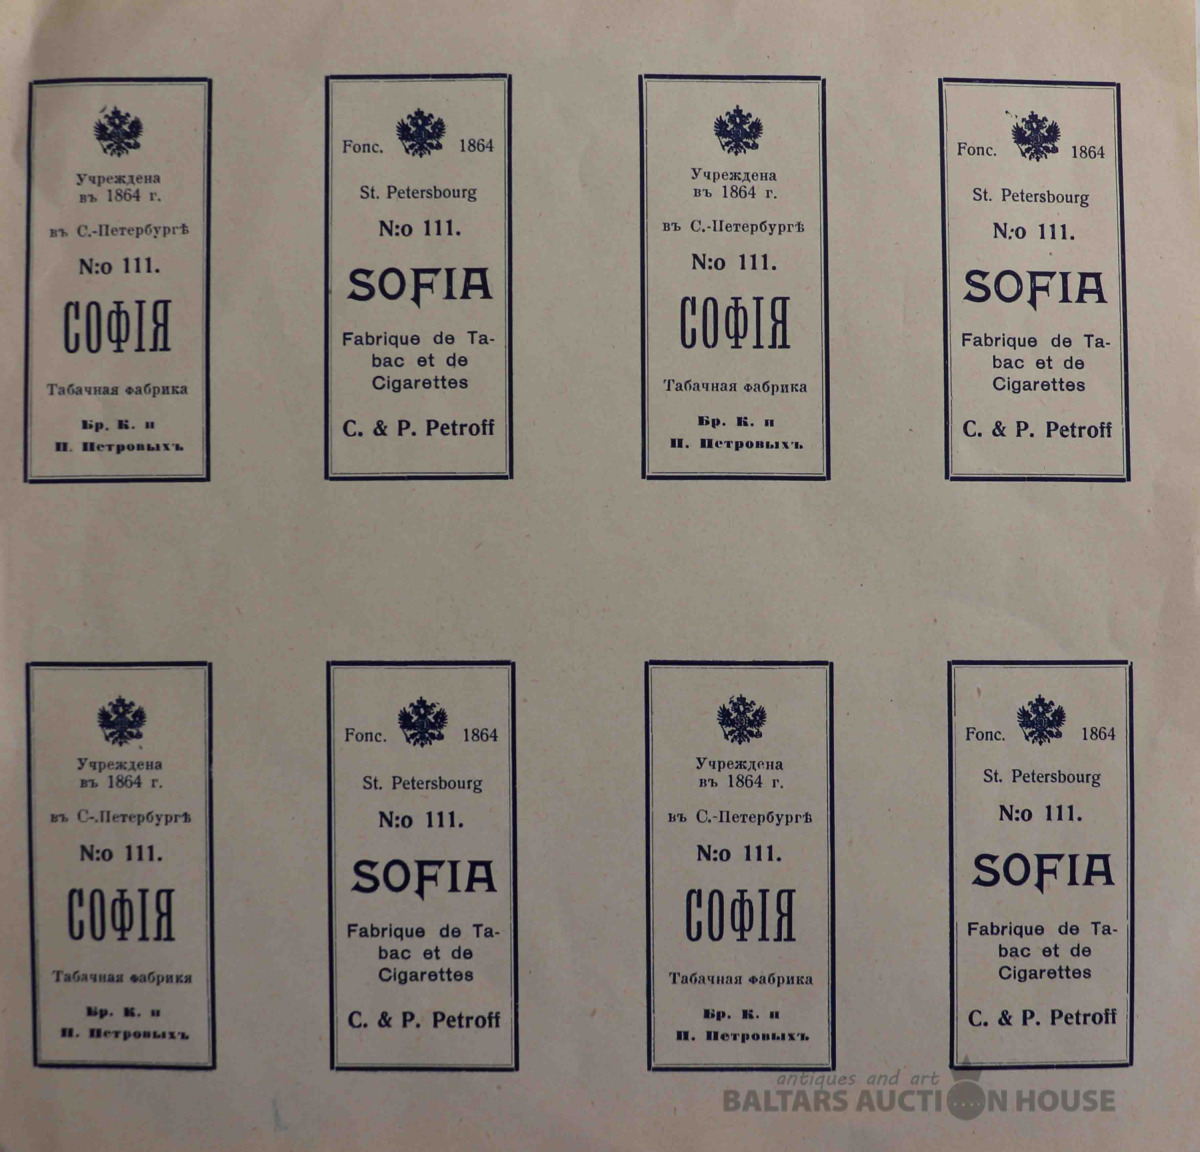 Учреждена
въ 1864 г.
въ С.-Петербургѣ
N:o 111.
СОФІЯ
Табачная фабрика
Бр. К. и
П. Петровыхъ
Fonc. 1864
St. Petersbourg
N:o 111.
SOFIA
Fabrique de Ta-
bac et de
Cigarettes
C. & P. Petroff
Учреждена
въ 1864 г.
въ С.-Петербургѣ
N:o 111.
СОФІЯ
Табачная фабрика
Бр. К. и
П. Петровыхъ
Fonc. 1864
St. Petersbourg
N:o 111.
SOFIA
Fabrique de Ta-
bac et de
Cigarettes
C. & P. Petroff
Учреждена
въ 1864 г.
въ С-.Петербургѣ
N:o 111.
СОФІЯ
Табачная фабрика
Бр. К. и
П. Петровыхъ
Fonc. 1864
St. Petersbourg
N:o 111.
SOFIA
Fabrique de Ta-
bac et de
Cigarettes
C. & P. Petroff
Учреждена
въ 1864 г.
въ С.-Петербургѣ
N:o 111.
СОФІЯ
Табачная фабрика
Бр. К. и
П. Петровыхъ
Fonc. 1864
St. Petersbourg
N:o 111.
SOFIA
Fabrique de Ta-
bac et de
Cigarettes
C. & P. Petroff
antiques and art
BALTARS AUCTION HOUSE